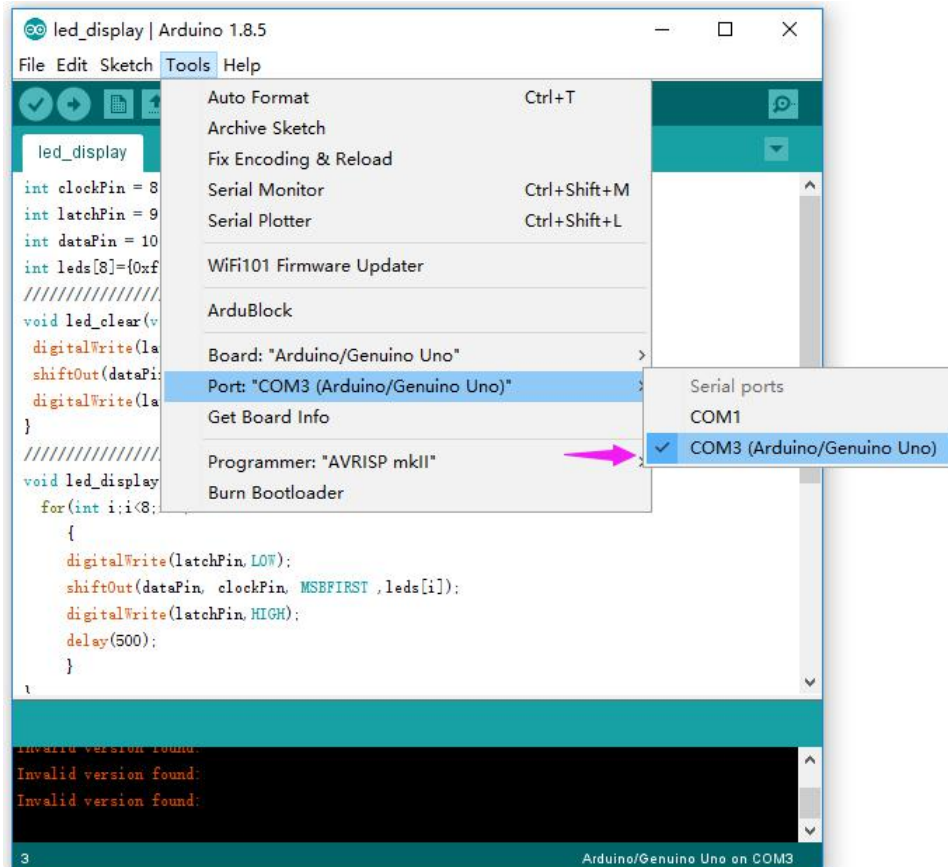 led_display | Arduino 1.8.5
File Edit Sketch Tools Help
Auto Format Ctrl+T
Archive Sketch
Fix Encoding & Reload
Serial Monitor Ctrl+Shift+M
Serial Plotter Ctrl+Shift+L
WiFi101 Firmware Updater
ArduBlock
Board: "Arduino/Genuino Uno"
Port: "COM3 (Arduino/Genuino Uno)"
Get Board Info
Programmer: "AVRISP mkII"
Burn Bootloader
Serial ports
COM1
COM3 (Arduino/Genuino Uno)
led_display
int clockPin = 8
int latchPin = 9
int dataPin = 10
int leds[8]={0xf
////////////////
void led_clear(v
digitalWrite(la
shiftOut(dataPi
digitalWrite(la
}
////////////////
void led_display
for(int i;i<8;
{
digitalWrite(latchPin,LOW);
shiftOut(dataPin, clockPin, MSBFIRST ,leds[i]);
digitalWrite(latchPin,HIGH);
delay(500);
}
Invalid version found:
Invalid version found:
Invalid version found:
3 Arduino/Genuino Uno on COM3